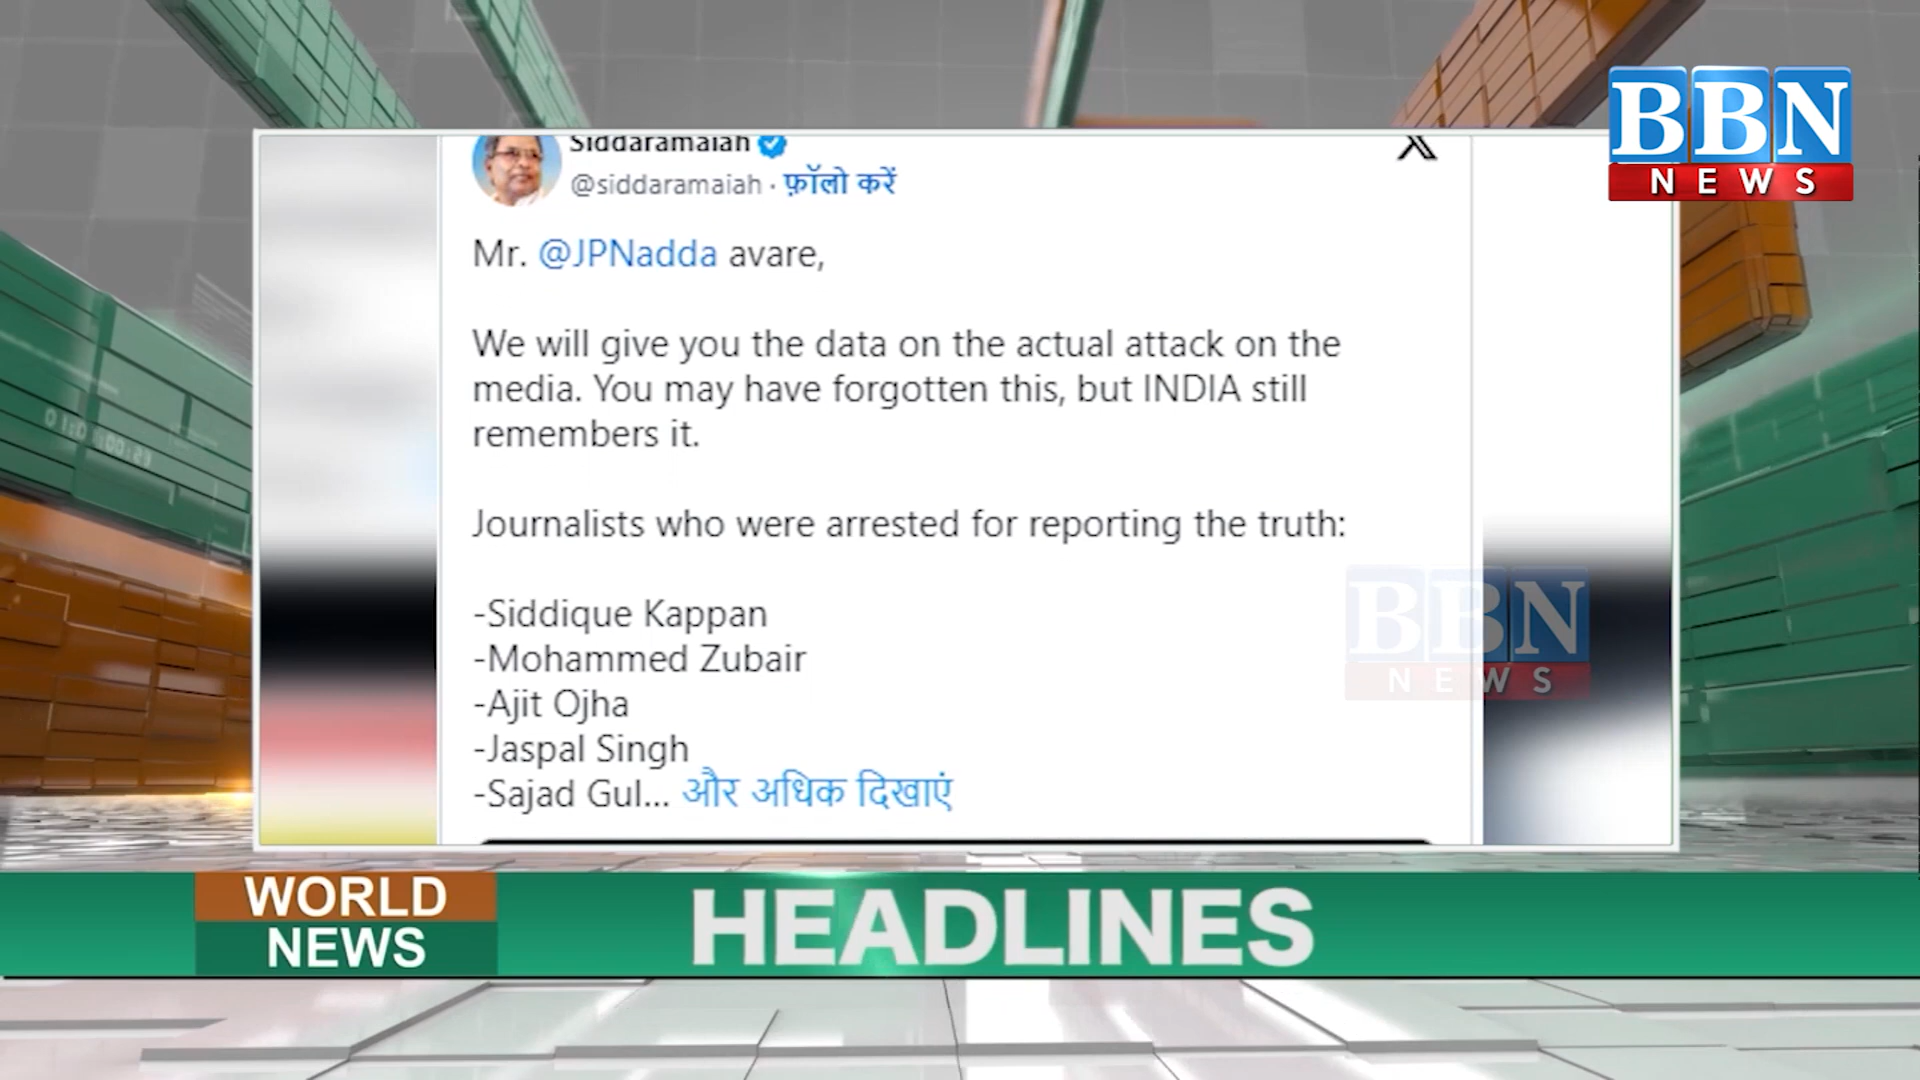 BBN
NEWS
Siddaramaiah
@siddaramaiah · फ़ॉलो करें
Mr. @JPNadda avare,
We will give you the data on the actual attack on the
media. You may have forgotten this, but INDIA still
remembers it.
Journalists who were arrested for reporting the truth:
-Siddique Kappan
-Mohammed Zubair
-Ajit Ojha
-Jaspal Singh
-Sajad Gul... और अधिक दिखाएं
BBN
NEWS
WORLD
NEWS
HEADLINES